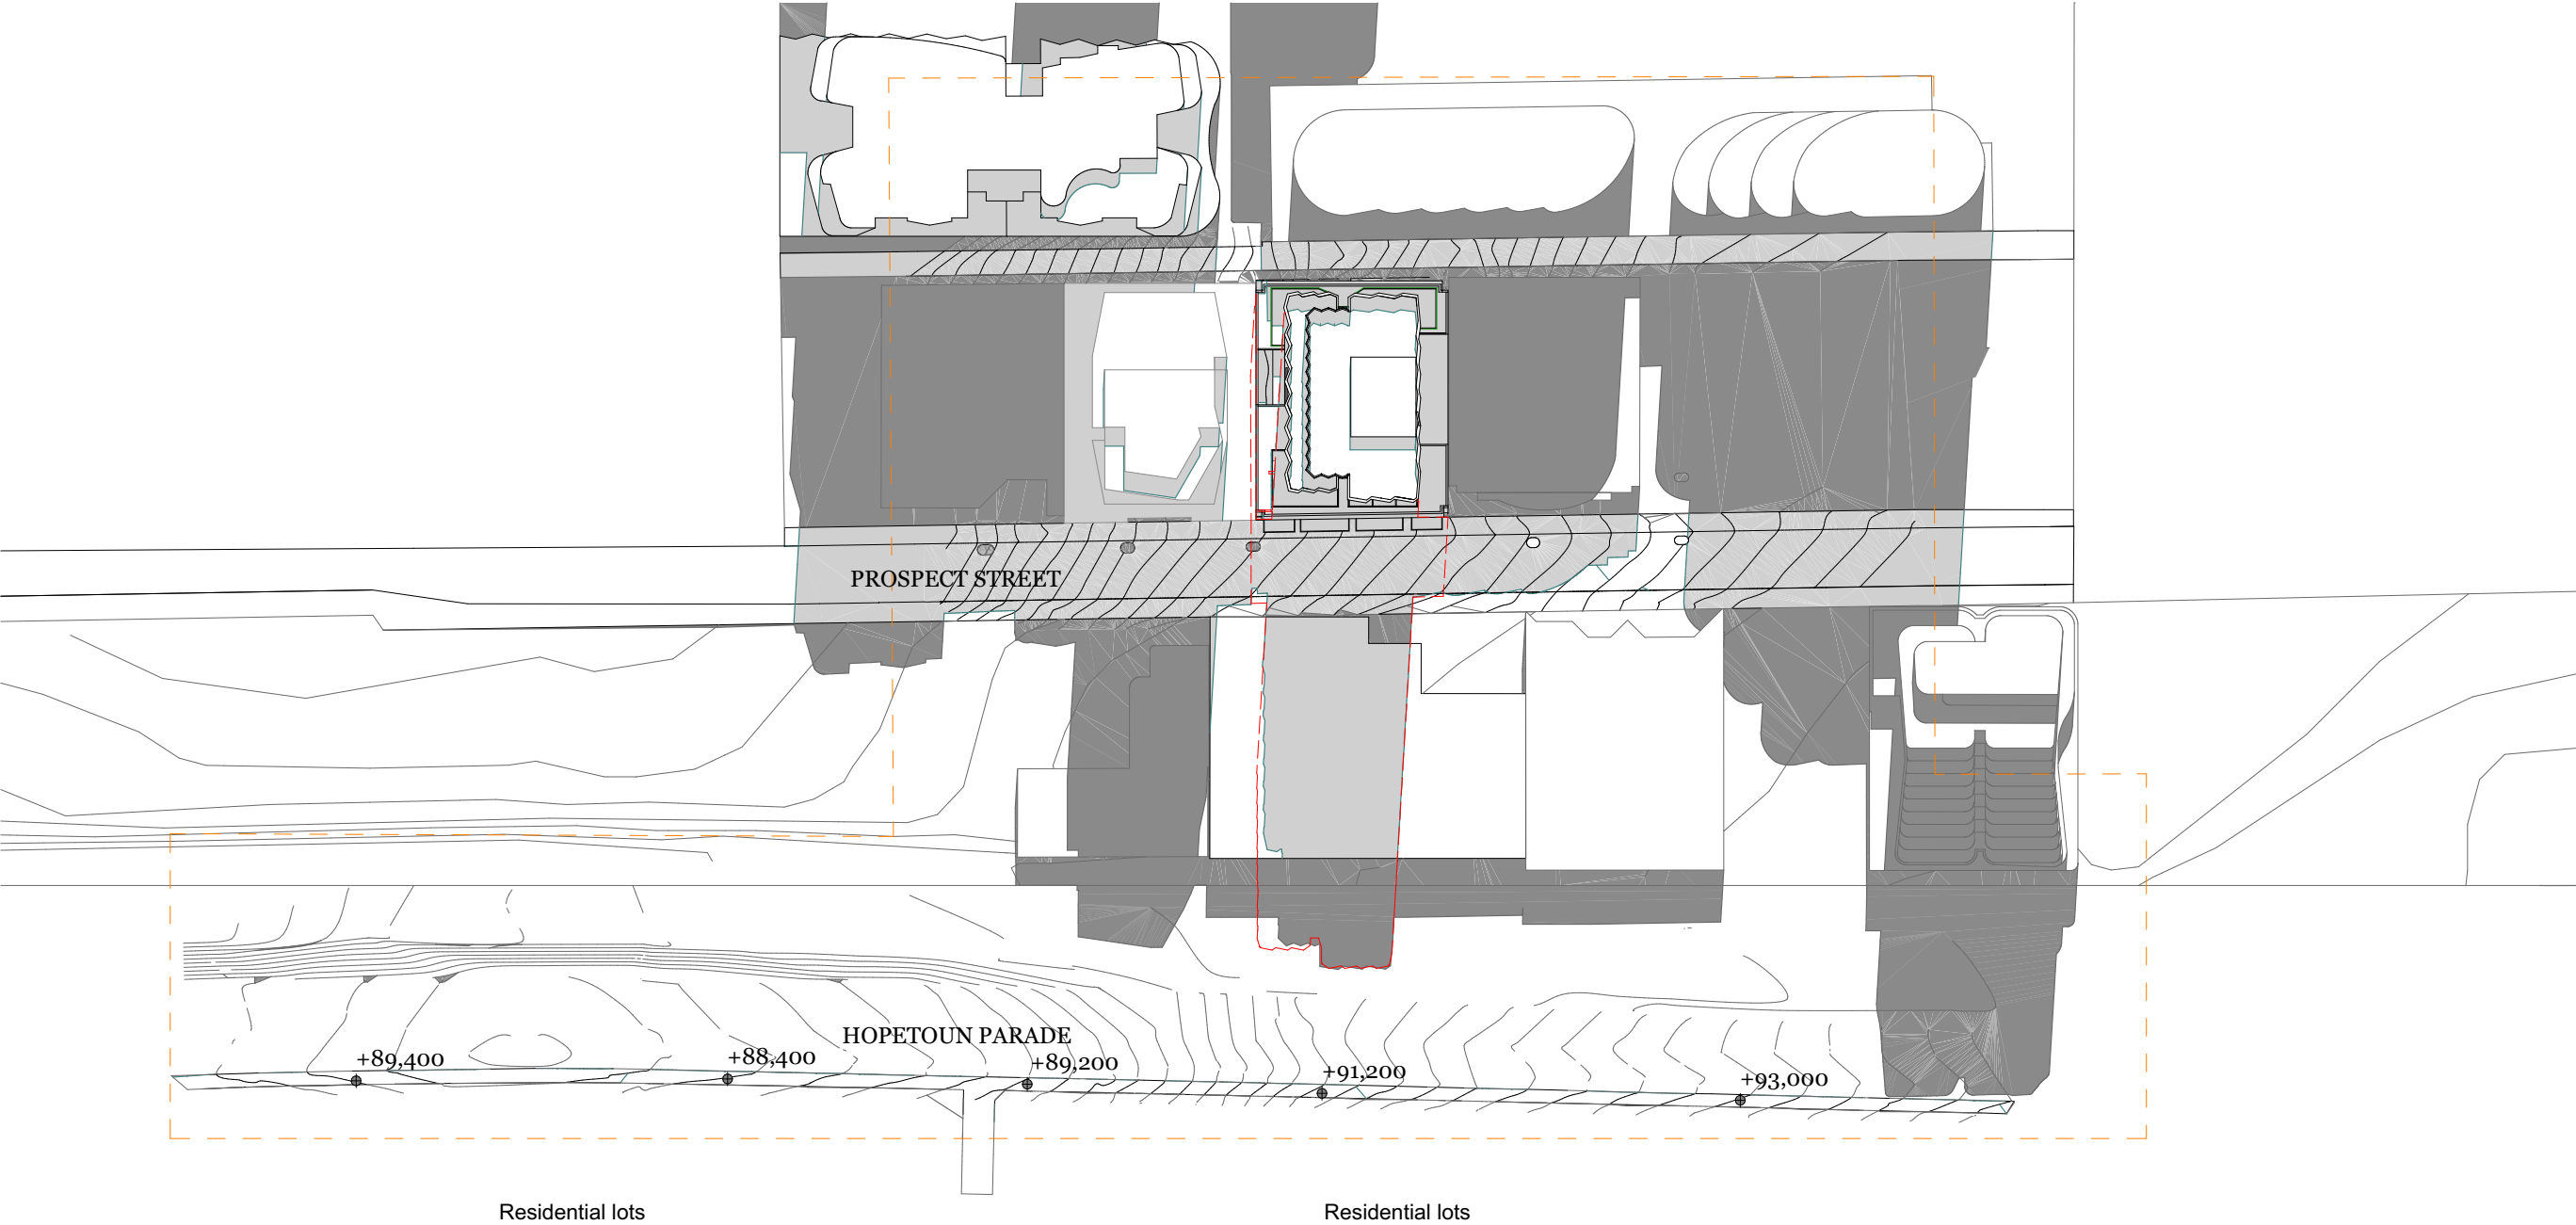 PROSPECT STREET
HOPETOUN PARADE
+89,400
+88,400
+89,200
+91,200
+93,000
Residential lots
Residential lots